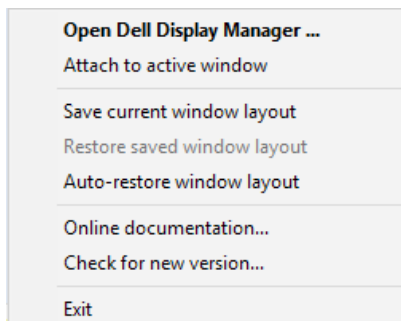 Open Dell Display Manager ...
Attach to active window
Save current window layout
Restore saved window layout
Auto-restore window layout
Online documentation...
Check for new version...
Exit